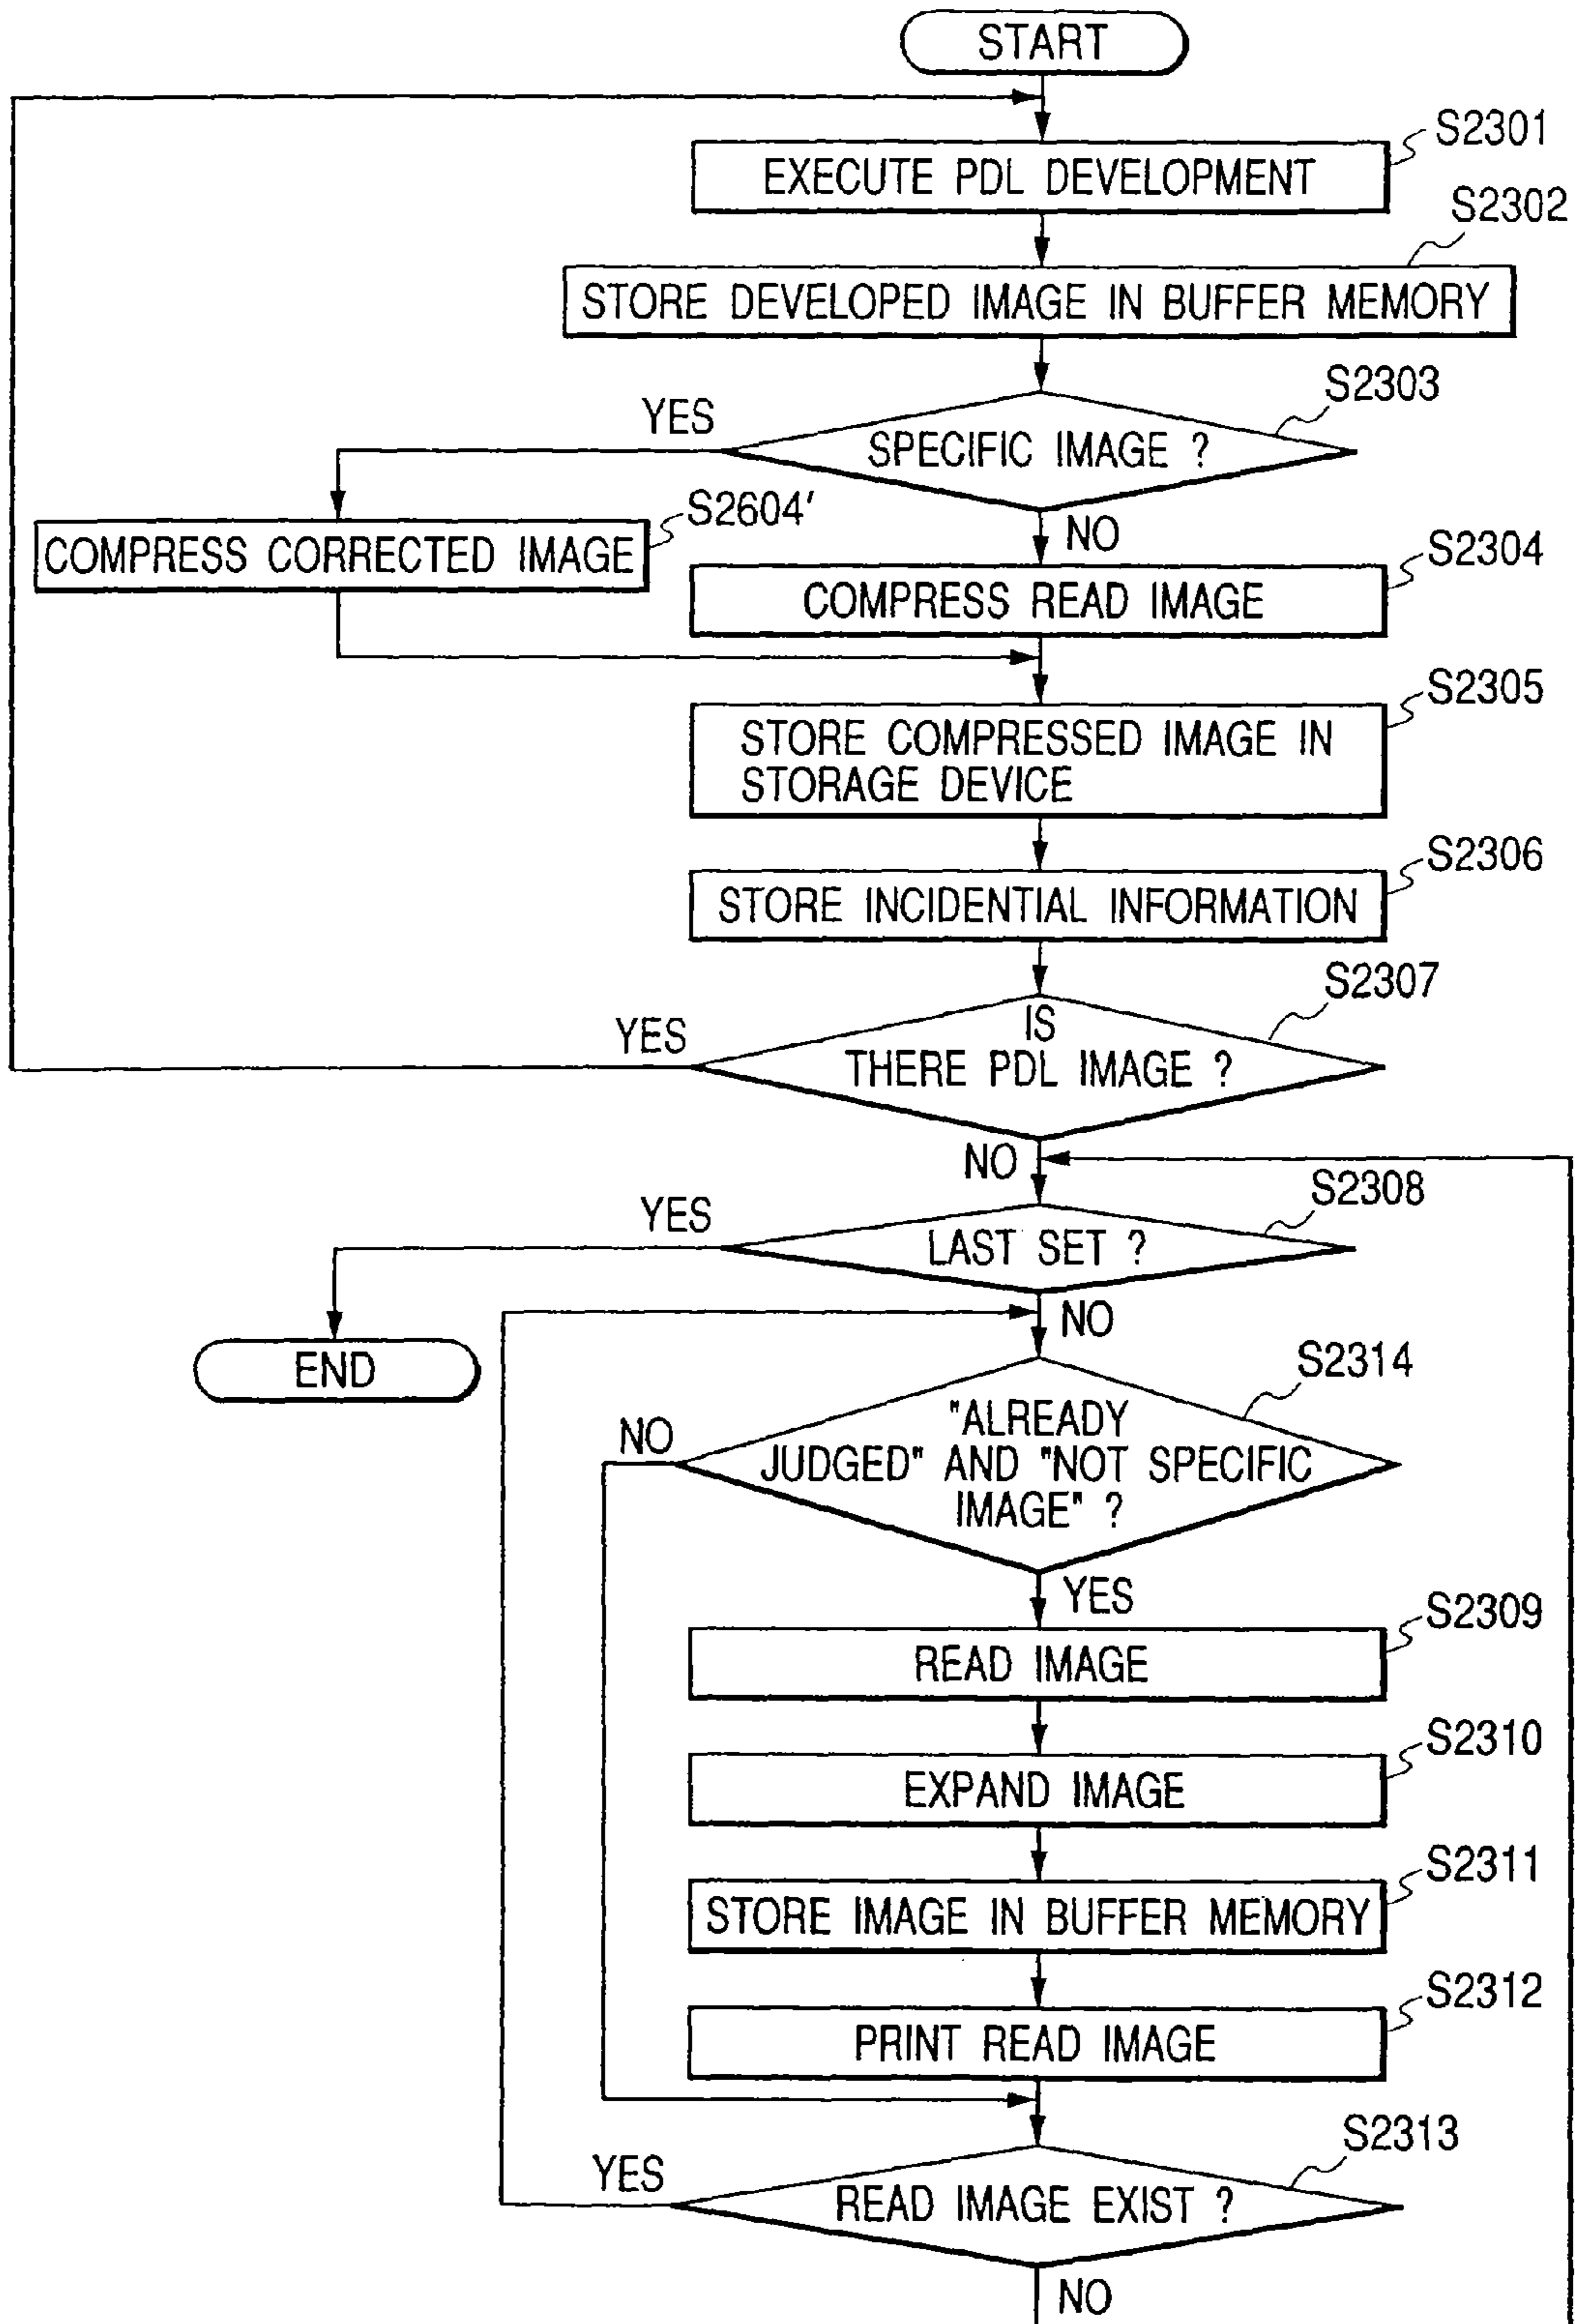 START
S2301
EXECUTE PDL DEVELOPMENT
S2302
STORE DEVELOPED IMAGE IN BUFFER MEMORY
S2303
YES
SPECIFIC IMAGE ?
S2604'
NO
COMPRESS CORRECTED IMAGE
S2304
COMPRESS READ IMAGE
S2305
STORE COMPRESSED IMAGE IN
STORAGE DEVICE
S2306
STORE INCIDENTIAL INFORMATION
S2307
YES
IS
THERE PDL IMAGE ?
NO
S2308
YES
LAST SET ?
NO
END
S2314
NO
"ALREADY
JUDGED" AND "NOT SPECIFIC
IMAGE" ?
YES
S2309
READ IMAGE
S2310
EXPAND IMAGE
S2311
STORE IMAGE IN BUFFER MEMORY
S2312
PRINT READ IMAGE
S2313
YES
READ IMAGE EXIST ?
NO